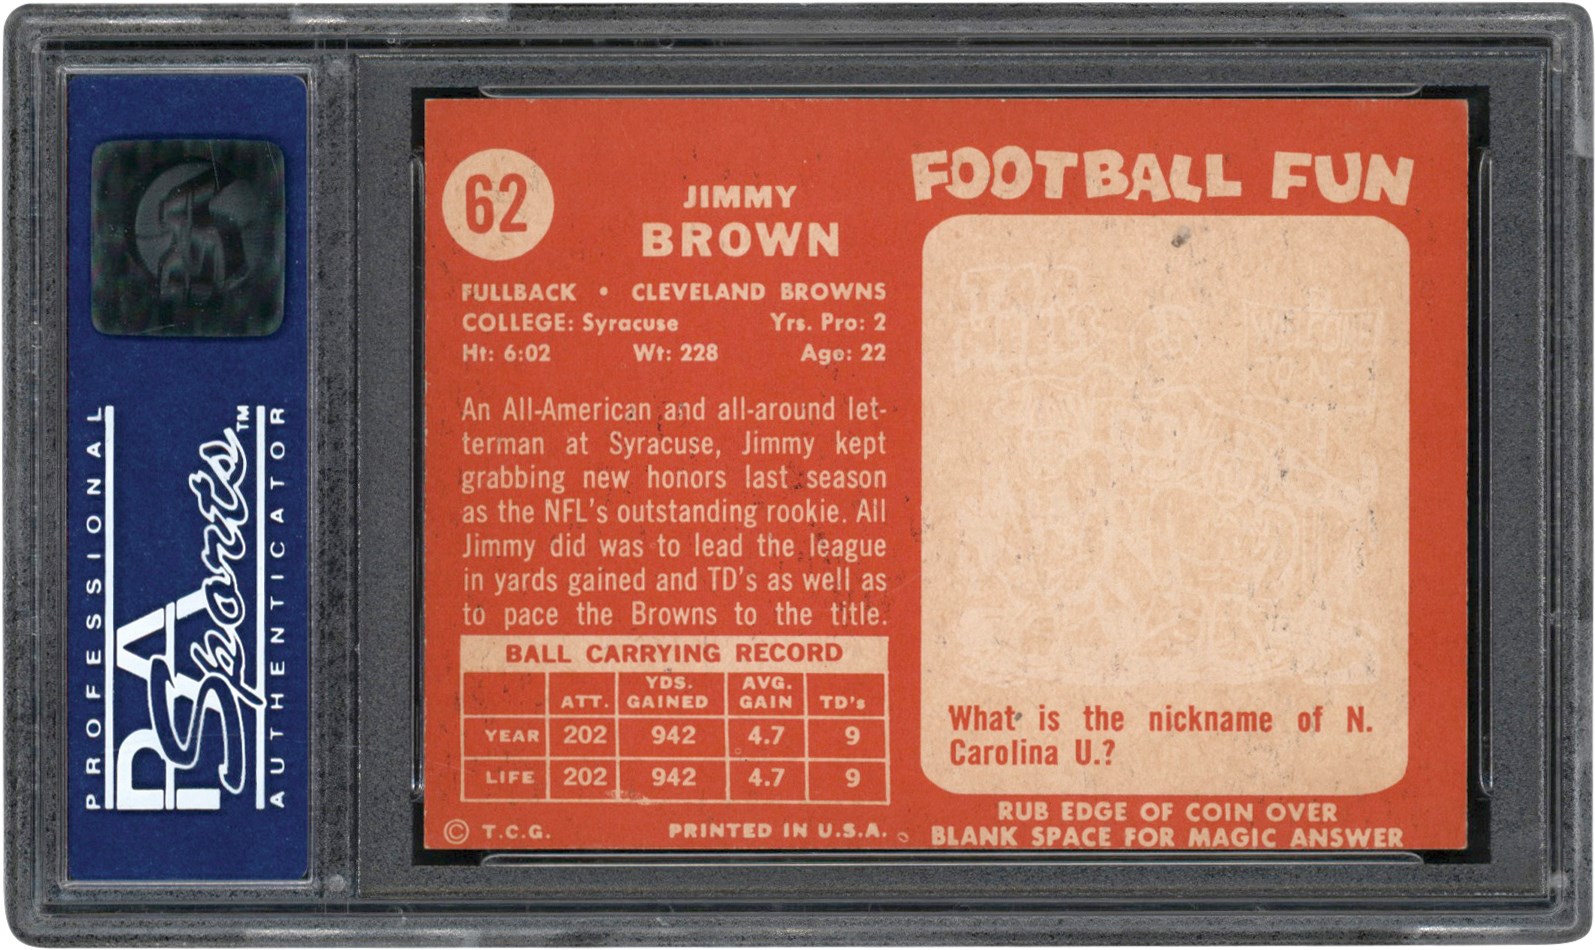 PROFESSIONAL
PSA
Sports™
AUTHENTICATOR
62
JIMMY
BROWN
FULLBACK • CLEVELAND BROWNS
COLLEGE: Syracuse Yrs. Pro: 2
Ht: 6:02 Wt: 228 Age: 22
An All-American and all-around let-
terman at Syracuse, Jimmy kept
grabbing new honors last season
as the NFL's outstanding rookie. All
Jimmy did was to lead the league
in yards gained and TD's as well as
to pace the Browns to the title.
BALL CARRYING RECORD
ATT. YDS. GAINED AVG. GAIN TD's
YEAR 202 942 4.7 9
LIFE 202 942 4.7 9
© T.C.G. PRINTED IN U.S.A.
FOOTBALL FUN
What is the nickname of N.
Carolina U.?
RUB EDGE OF COIN OVER
BLANK SPACE FOR MAGIC ANSWER